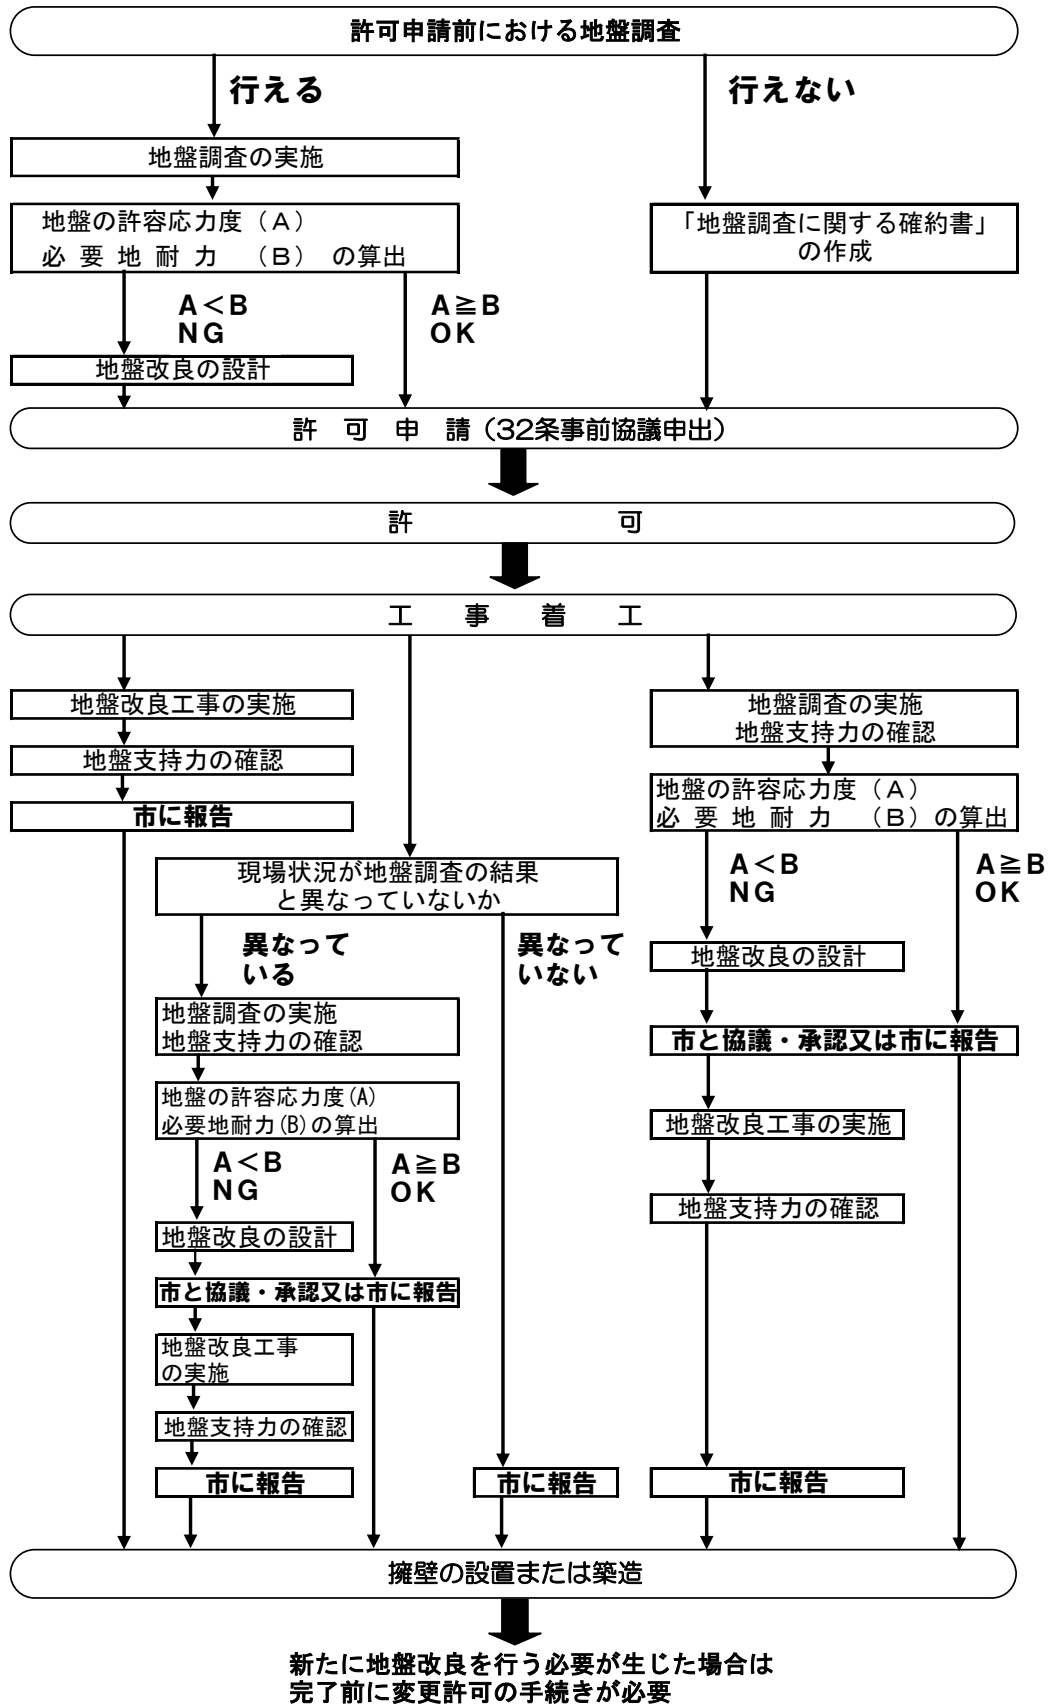 許可申請前における地盤調査
行える
行えない
地盤調査の実施
地盤の許容応力度（Ａ）
必 要 地 耐 力 （Ｂ） の算出
「地盤調査に関する確約書」
の作成
Ａ＜Ｂ
ＮＧ
Ａ≧Ｂ
ＯＫ
地盤改良の設計
許 可 申 請（32条事前協議申出）
許 可
工 事 着 工
地盤改良工事の実施
地盤支持力の確認
市に報告
地盤調査の実施
地盤支持力の確認
地盤の許容応力度（Ａ）
必 要 地 耐 力 （Ｂ）の算出
現場状況が地盤調査の結果
と異なっていないか
Ａ＜Ｂ
ＮＧ
Ａ≧Ｂ
ＯＫ
異なって
いる
異なって
いない
地盤改良の設計
地盤調査の実施
地盤支持力の確認
市と協議・承認又は市に報告
地盤の許容応力度(A)
必要地耐力(B)の算出
地盤改良工事の実施
Ａ＜Ｂ
ＮＧ
Ａ≧Ｂ
ＯＫ
地盤支持力の確認
地盤改良の設計
市と協議・承認又は市に報告
地盤改良工事
の実施
地盤支持力の確認
市に報告
市に報告
市に報告
擁壁の設置または築造
新たに地盤改良を行う必要が生じた場合は
完了前に変更許可の手続きが必要